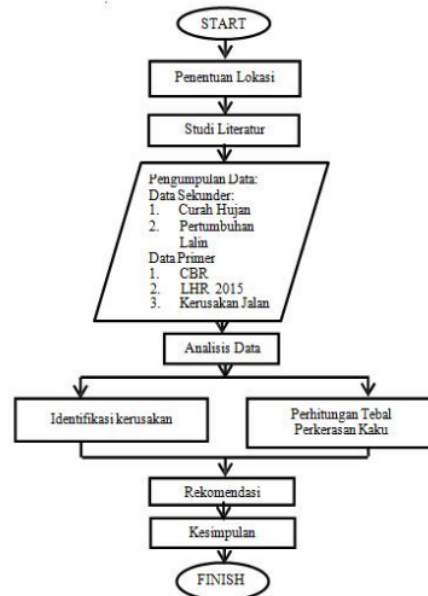 START
Penentuan Lokasi
Studi Literatur
Pengumpulan Data:
Data Sekunder:
1. Curah Hujan
2. Pertumbuhan
Lalin
Data Primer
1. CBR
2. LHR 2015
3. Kerusakan Jalan
Analisis Data
Identifikasi kerusakan
Perhitungan Tebal
Perkerasan Kaku
Rekomendasi
Kesimpulan
FINISH